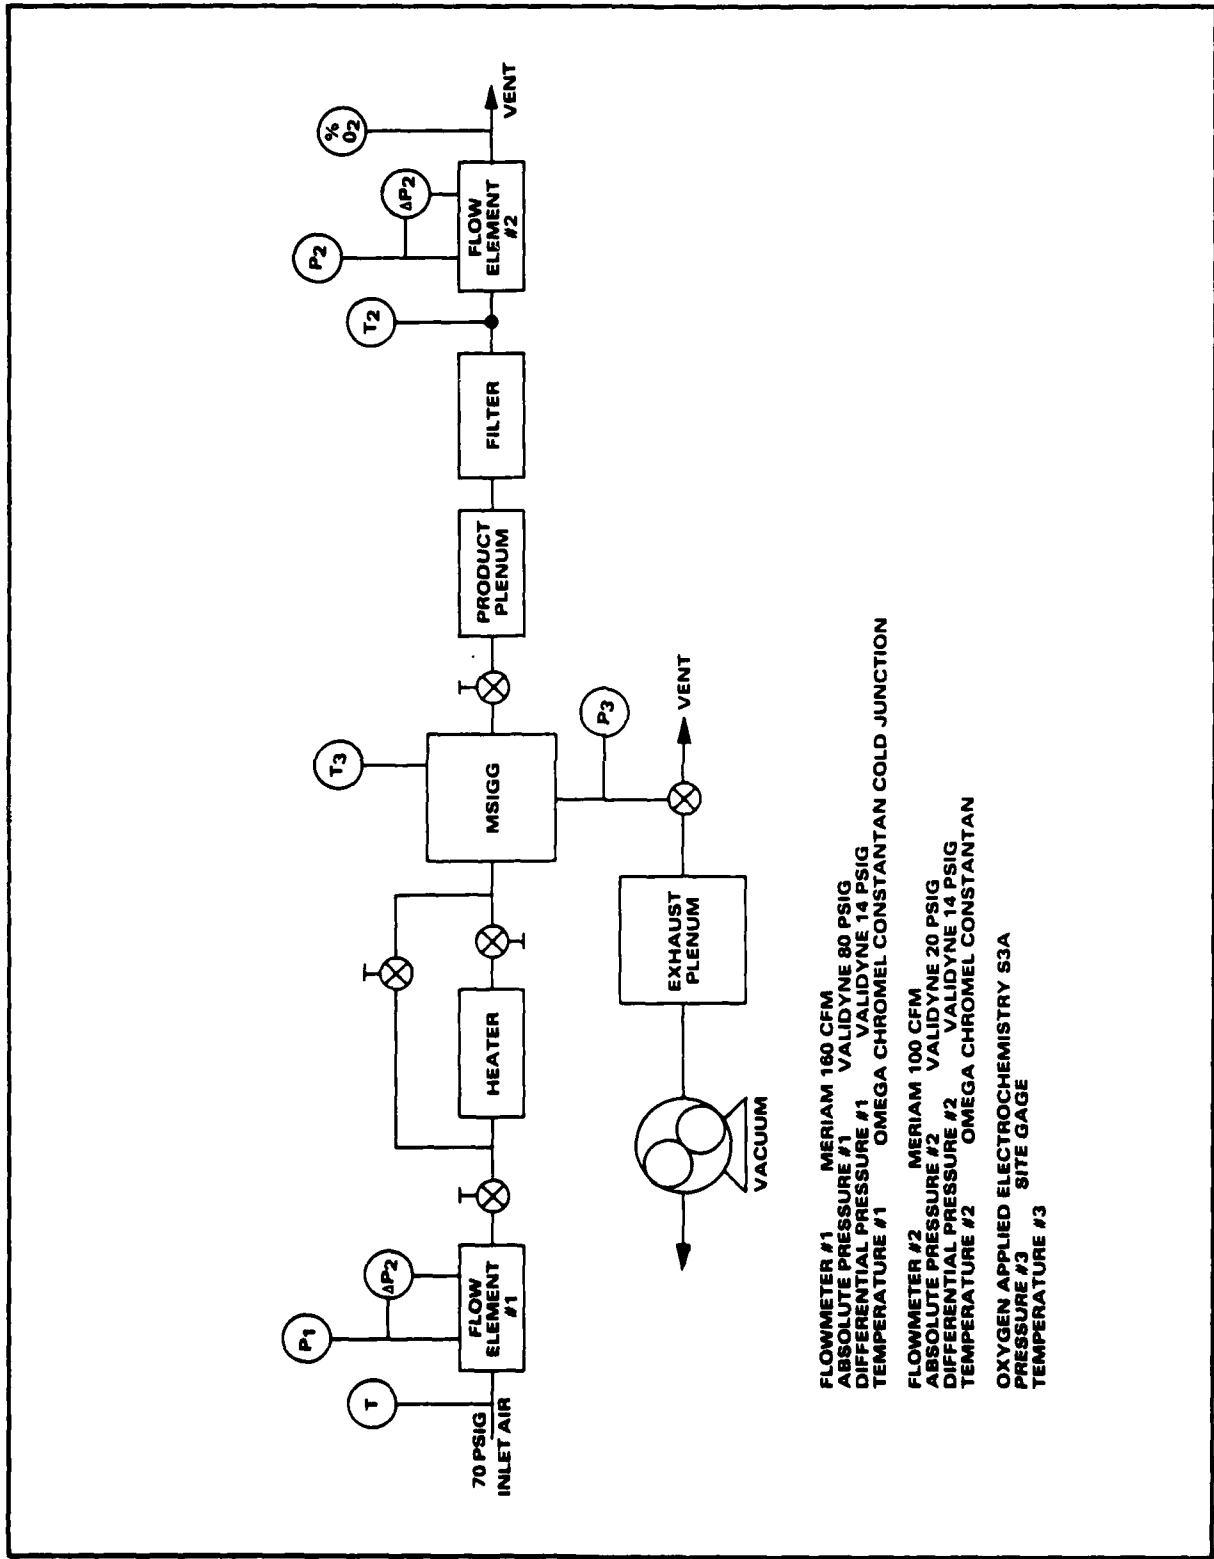 T
P1
ΔP2
70 PSIG
INLET AIR
FLOW
ELEMENT
#1
T
T
HEATER
T
T3
MSIGG
T
PRODUCT
PLENUM
FILTER
T2
P2
ΔP2
FLOW
ELEMENT
#2
%
O2
VENT
P3
VENT
EXHAUST
PLENUM
VACUUM
FLOWMETER #1 MERIAM 160 CFM
ABSOLUTE PRESSURE #1 VALIDYNE 80 PSIG
DIFFERENTIAL PRESSURE #1 VALIDYNE 14 PSIG
TEMPERATURE #1 OMEGA CHROMEL CONSTANTAN COLD JUNCTION
FLOWMETER #2 MERIAM 100 CFM
ABSOLUTE PRESSURE #2 VALIDYNE 20 PSIG
DIFFERENTIAL PRESSURE #2 VALIDYNE 14 PSIG
TEMPERATURE #2 OMEGA CHROMEL CONSTANTAN
OXYGEN APPLIED ELECTROCHEMISTRY S3A
PRESSURE #3 SITE GAGE
TEMPERATURE #3